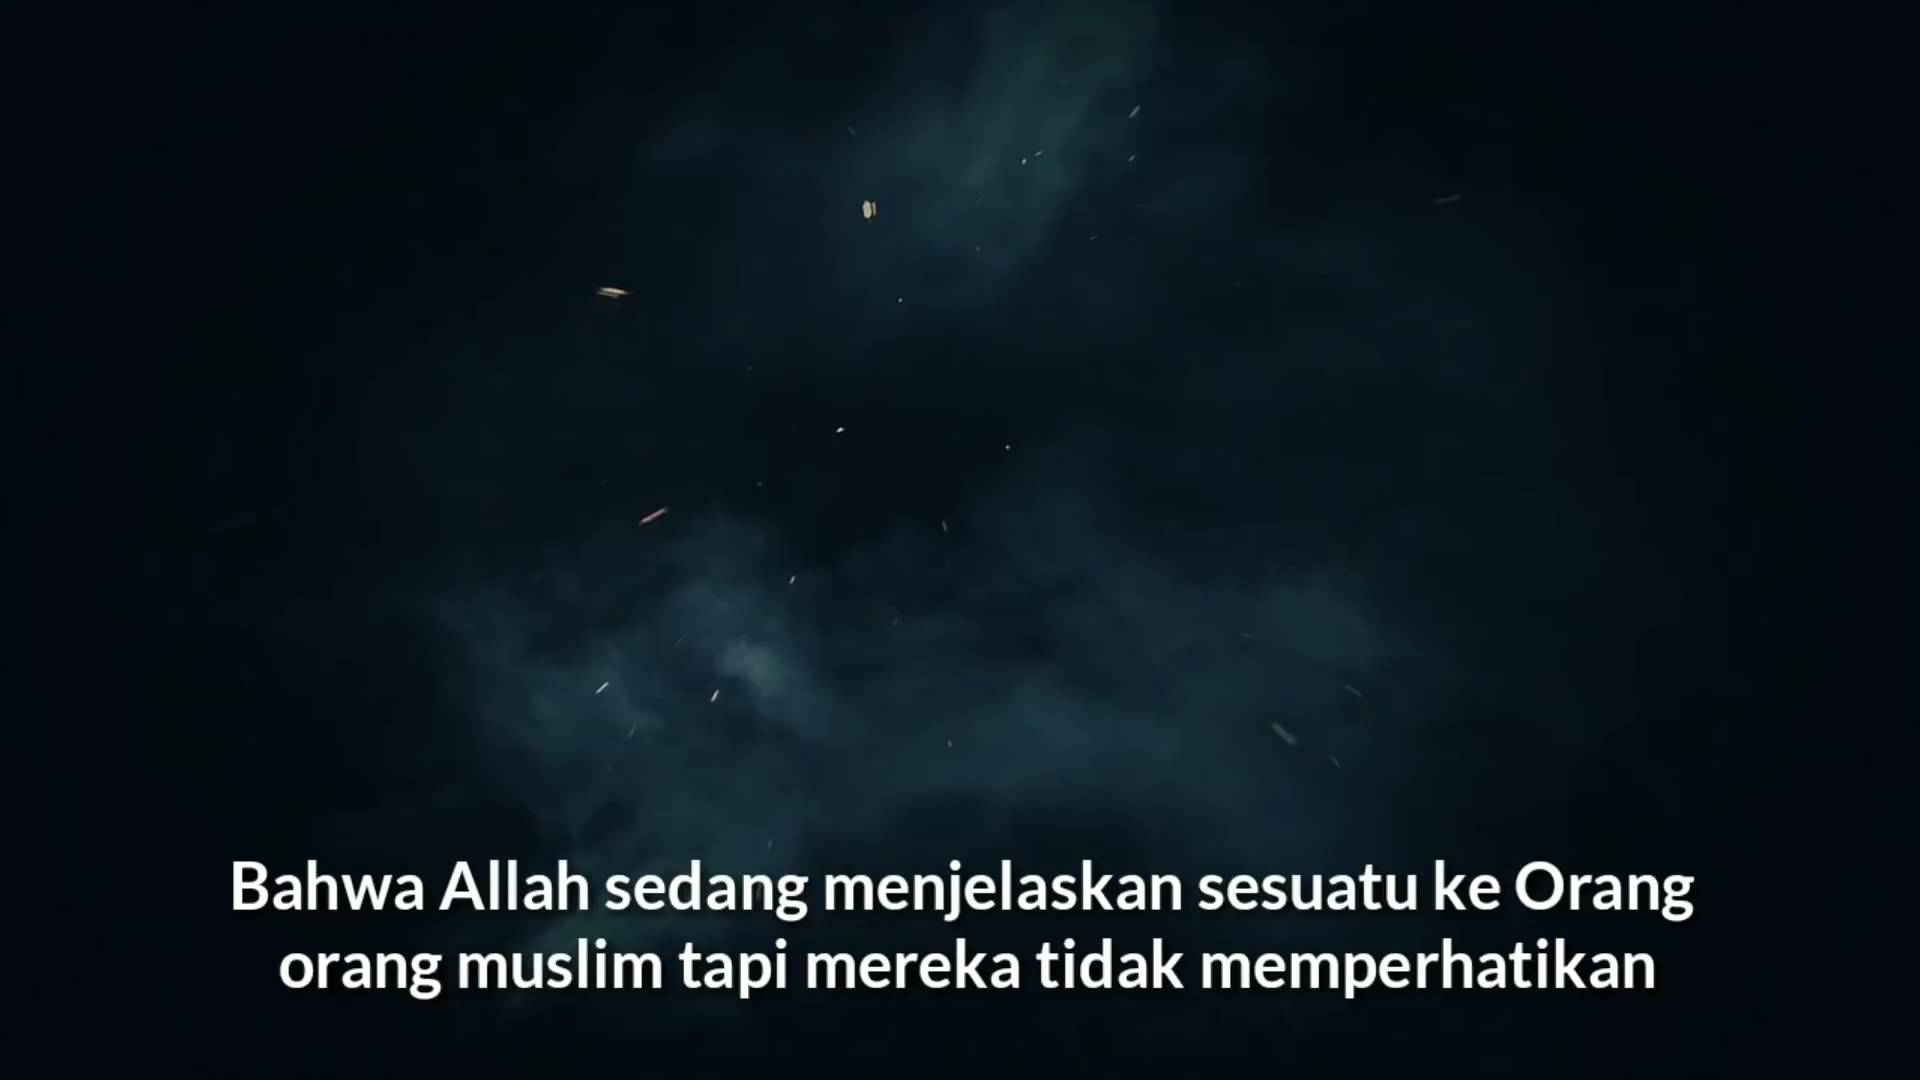 Bahwa Allah sedang menjelaskan sesuatu ke Orang
orang muslim tapi mereka tidak memperhatikan